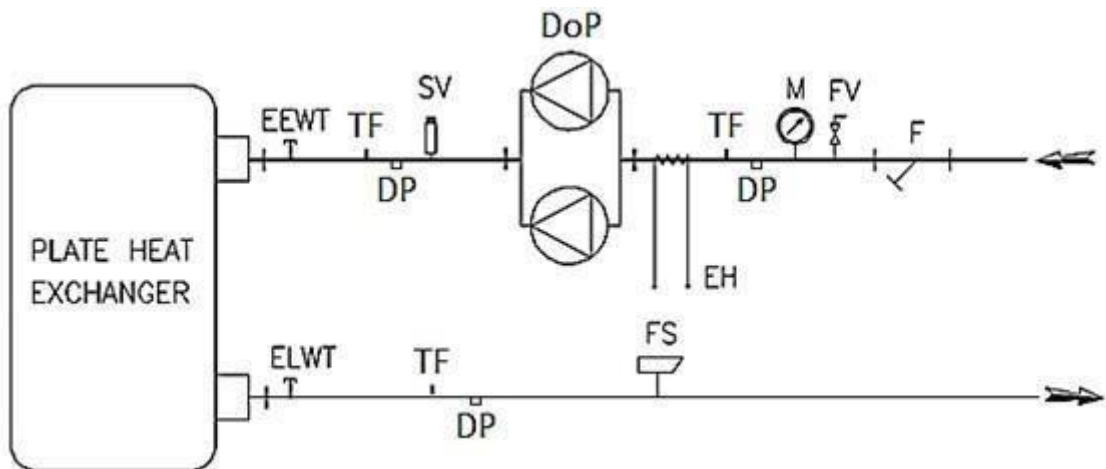 DoP
SV
M
FV
EEWT
TF
TF
F
DP
DP
PLATE HEAT
EXCHANGER
EH
FS
ELWT
TF
DP